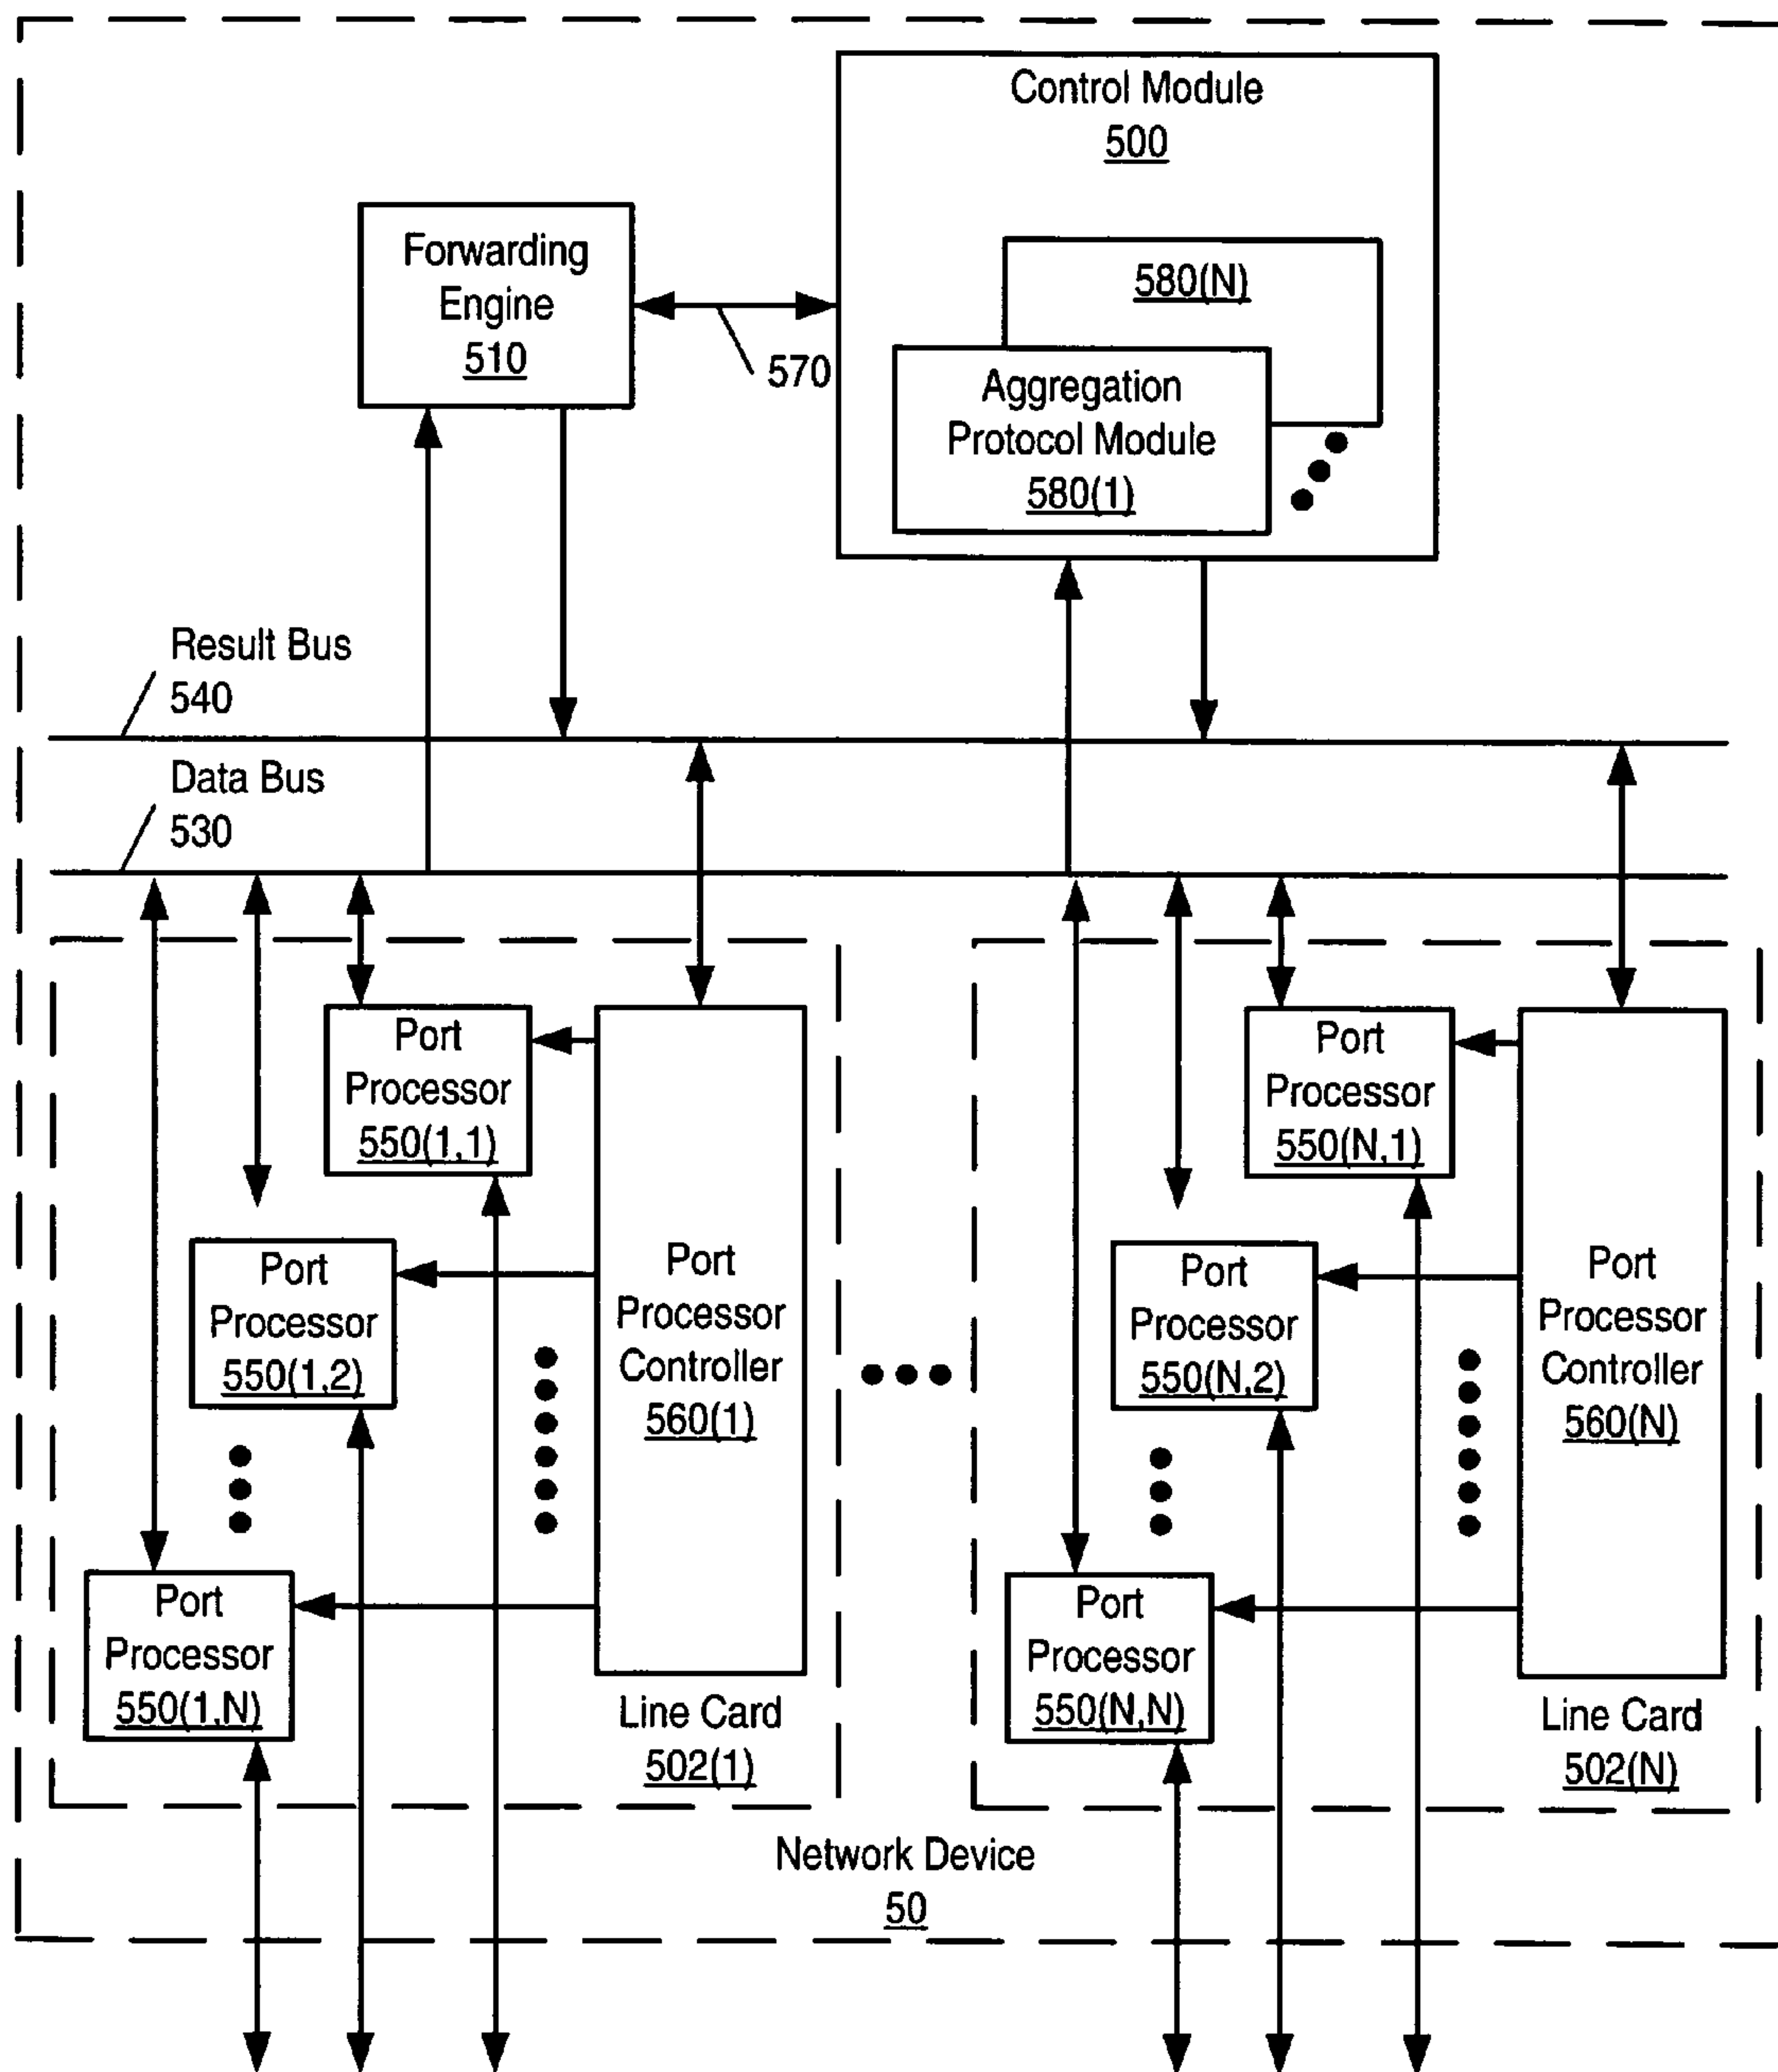 Control Module
500
Forwarding
Engine
510
570
580(N)
Aggregation
Protocol Module
580(1)
Result Bus
540
Data Bus
530
Port
Processor
550(1,1)
Port
Processor
550(1,2)
Port
Processor
550(1,N)
Port
Processor
Controller
560(1)
Line Card
502(1)
Port
Processor
550(N,1)
Port
Processor
550(N,2)
Port
Processor
550(N,N)
Port
Processor
Controller
560(N)
Line Card
502(N)
Network Device
50